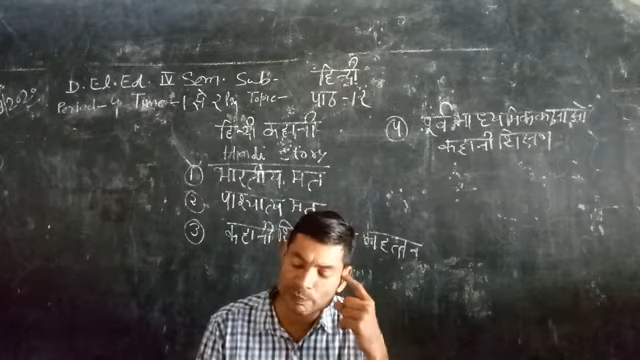 D.El.Ed. IV Sem. Sub- हिन्दी
Period-4 Time-1 से 2 Topic- पाठ-12
हिन्दी कहानी
Hindi Story
① भारतीय मत
② पाश्चात्य मत
③ कहानी
④ पूर्व माध्यमिक कक्षाओं
कहानी शिक्षण